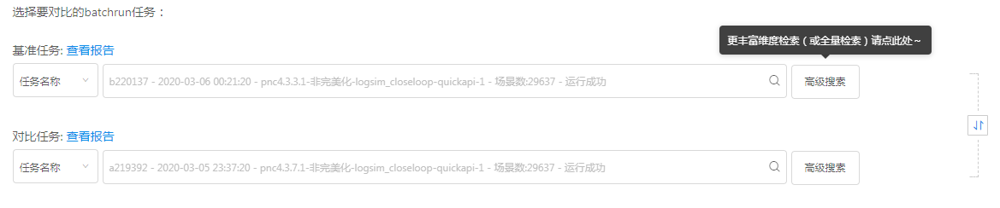 选择要对比的batchrun任务：
更丰富维度检索（或全量检索）请点此处～
基准任务: 查看报告
任务名称 b220137 - 2020-03-06 00:21:20 - pnc4.3.3.1-非完美化-logsim_closeloop-quickapi-1 - 场景数:29637 - 运行成功 高级搜索
对比任务: 查看报告
任务名称 a219392 - 2020-03-05 23:37:20 - pnc4.3.7.1-非完美化-logsim_closeloop-quickapi-1 - 场景数:29637 - 运行成功 高级搜索